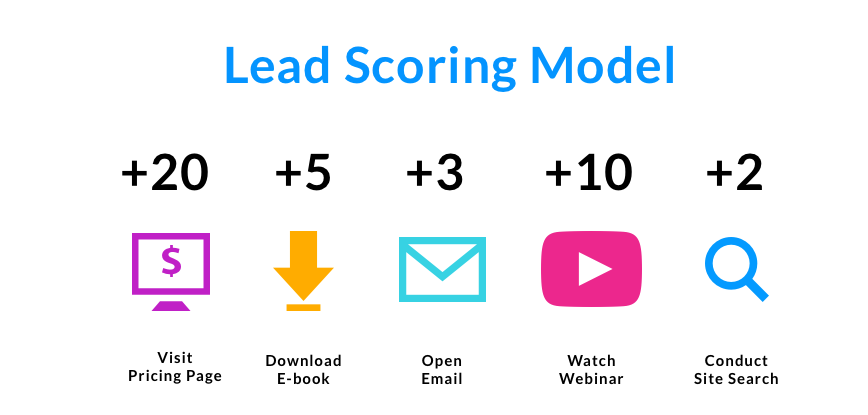 Lead Scoring Model
+20 +5 +3 +10 +2
$
Visit
Pricing Page
Download
E-book
Open
Email
Watch
Webinar
Conduct
Site Search